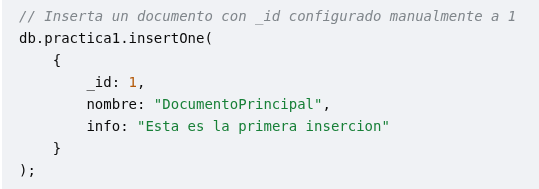 // Inserta un documento con _id configurado manualmente a 1
db.practica1.insertOne(
    {
        _id: 1,
        nombre: "DocumentoPrincipal",
        info: "Esta es la primera insercion"
    }
);